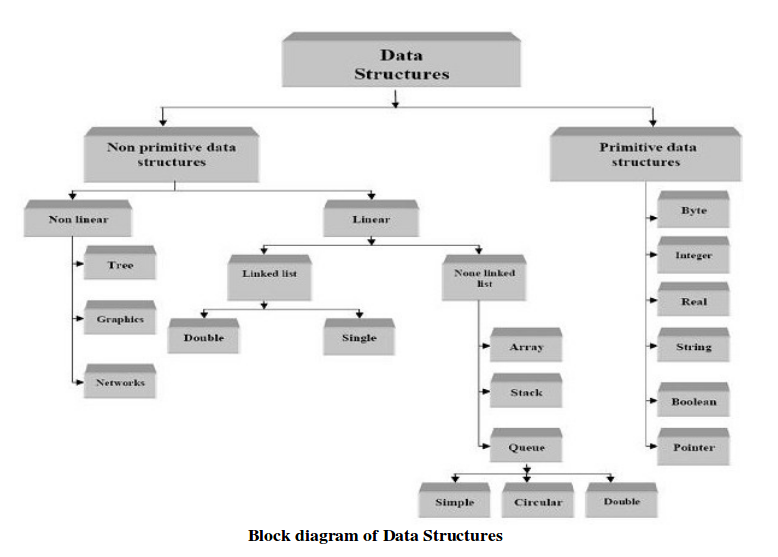 Data
Structures
Non primitive data
structures
Primitive data
structures
Non linear
Linear
Byte
Tree
Linked list
None linked
list
Integer
Graphics
Real
Double
Single
Array
String
Networks
Stack
Boolean
Queue
Pointer
Simple
Circular
Double
Block diagram of Data Structures